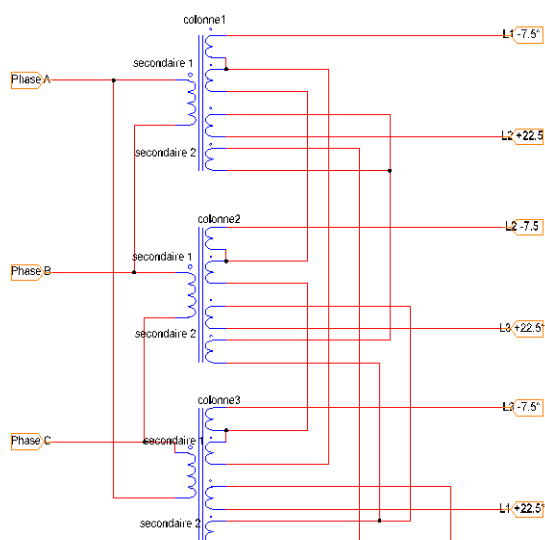 colonne1
L1 -7.5°
secondaire 1
Phase A
L2 +22.5
secondaire 2
colonne2
L2 -7.5
secondaire 1
Phase B
L3 +22.5°
secondaire 2
colonne3
L3 -7.5°
Phase C
secondaire 1
L1 +22.5°
secondaire 2